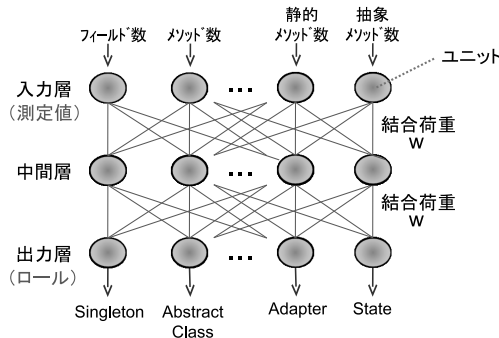 ﾌｨｰﾙﾄﾞ数
ﾒｿｯﾄﾞ数
静的
ﾒｿｯﾄﾞ数
抽象
ﾒｿｯﾄﾞ数
入力層
(測定値)
...
ユニット
結合荷重
W
中間層
...
結合荷重
W
出力層
(ロール)
...
Singleton
Abstract
Class
Adapter
State